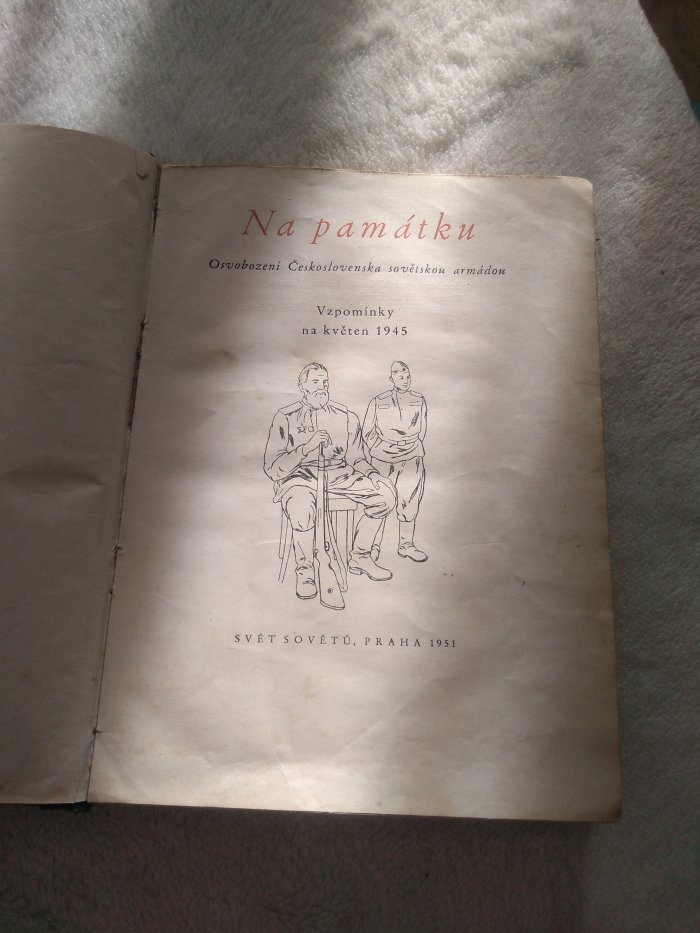 Na památku
Osvobození Československa sovětskou armádou
Vzpomínky
na květen 1945
SVĚT SOVĚTŮ, PRAHA 1951